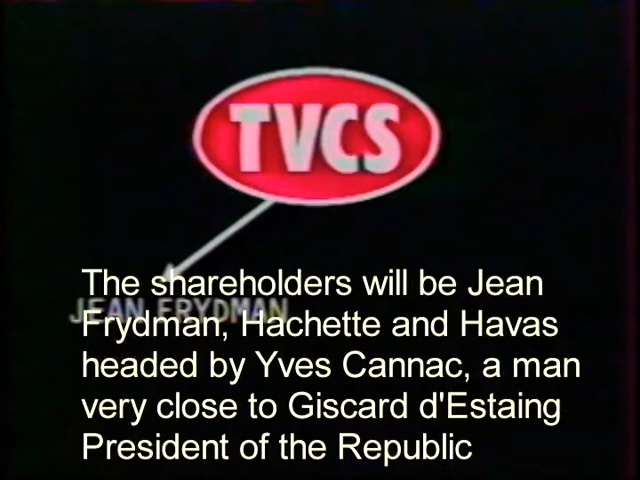 TVCS
JEAN FRYDMAN
The shareholders will be Jean
Frydman, Hachette and Havas
headed by Yves Cannac, a man
very close to Giscard d'Estaing
President of the Republic